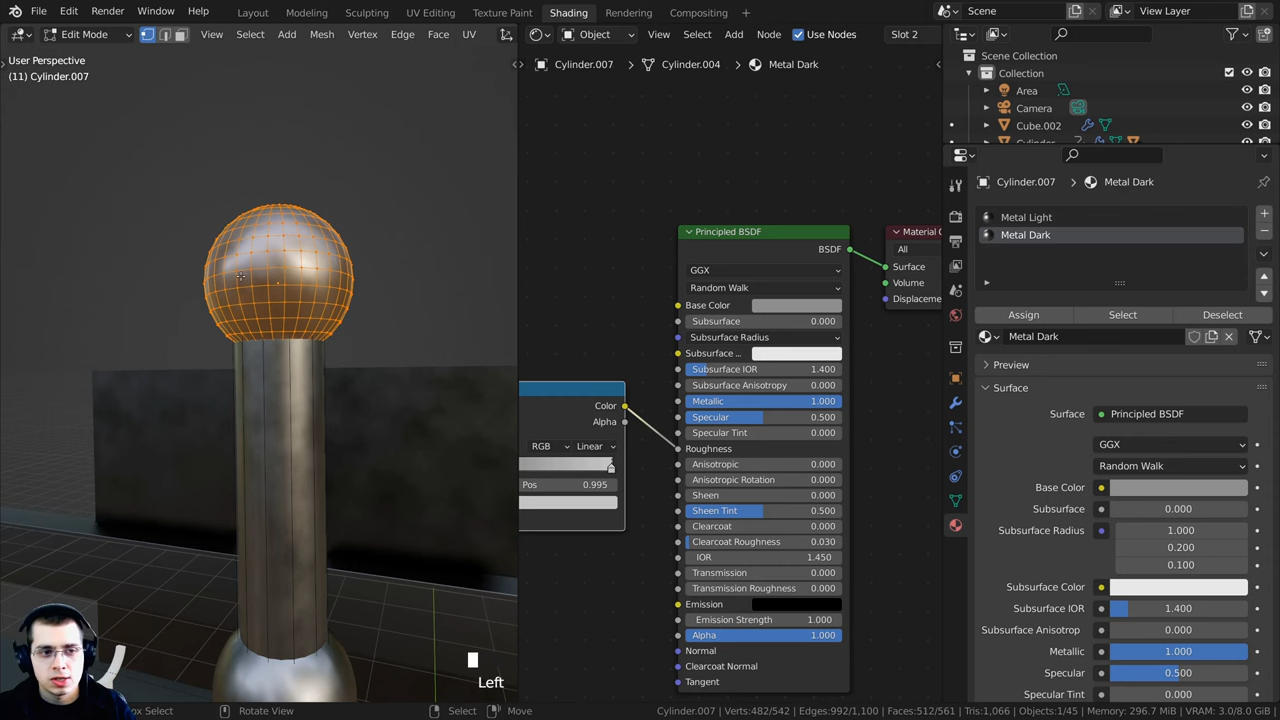 File Edit Render Window Help Layout Modeling Sculpting UV Editing Texture Paint Shading Rendering Compositing + Scene View Layer
Edit Mode View Select Add Mesh Vertex Edge Face UV
Object View Select Add Node Use Nodes Slot 2
User Perspective
(11) Cylinder.007
Cylinder.007 > Cylinder.004 > Metal Dark
Principled BSDF
BSDF
GGX
Random Walk
Base Color
Subsurface 0.000
Subsurface Radius
Subsurface ...
Subsurface IOR 1.400
Subsurface Anisotropy 0.000
Metallic 1.000
Specular 0.500
Specular Tint 0.000
Roughness
Anisotropic 0.000
Anisotropic Rotation 0.000
Sheen 0.000
Sheen Tint 0.500
Clearcoat 0.000
Clearcoat Roughness 0.030
IOR 1.450
Transmission 0.000
Transmission Roughness 0.000
Emission
Emission Strength 1.000
Alpha 1.000
Normal
Clearcoat Normal
Tangent
Color
Alpha
RGB Linear
Pos 0.995
Material O
All
Surface
Volume
Displaceme
Scene Collection
Collection
Area
Camera
Cube.002
Cylinder
Cylinder.007 > Metal Dark
Metal Light
Metal Dark
Assign Select Deselect
Metal Dark
Preview
Surface
Surface Principled BSDF
GGX
Random Walk
Base Color
Subsurface 0.000
Subsurface Radius 1.000
0.200
0.100
Subsurface Color
Subsurface IOR 1.400
Subsurface Anisotrop 0.000
Metallic 1.000
Specular 0.500
Specular Tint 0.000
Left
ox Select Rotate View Select Move
Cylinder.007 | Verts:482/542 | Edges:992/1,100 | Faces:512/561 | Tris:1,066 | Objects:1/45 | Memory: 296.7 MiB | VRAM: 3.0/8.0 GiB